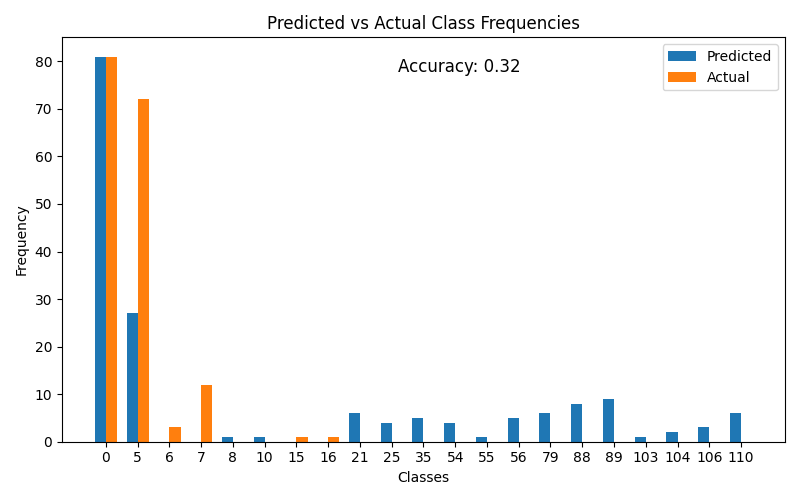 Predicted vs Actual Class Frequencies
Accuracy: 0.32
Predicted
Actual
Frequency
80
70
60
50
40
30
20
10
0
0 5 6 7 8 10 15 16 21 25 35 54 55 56 79 88 89 103 104 106 110
Classes